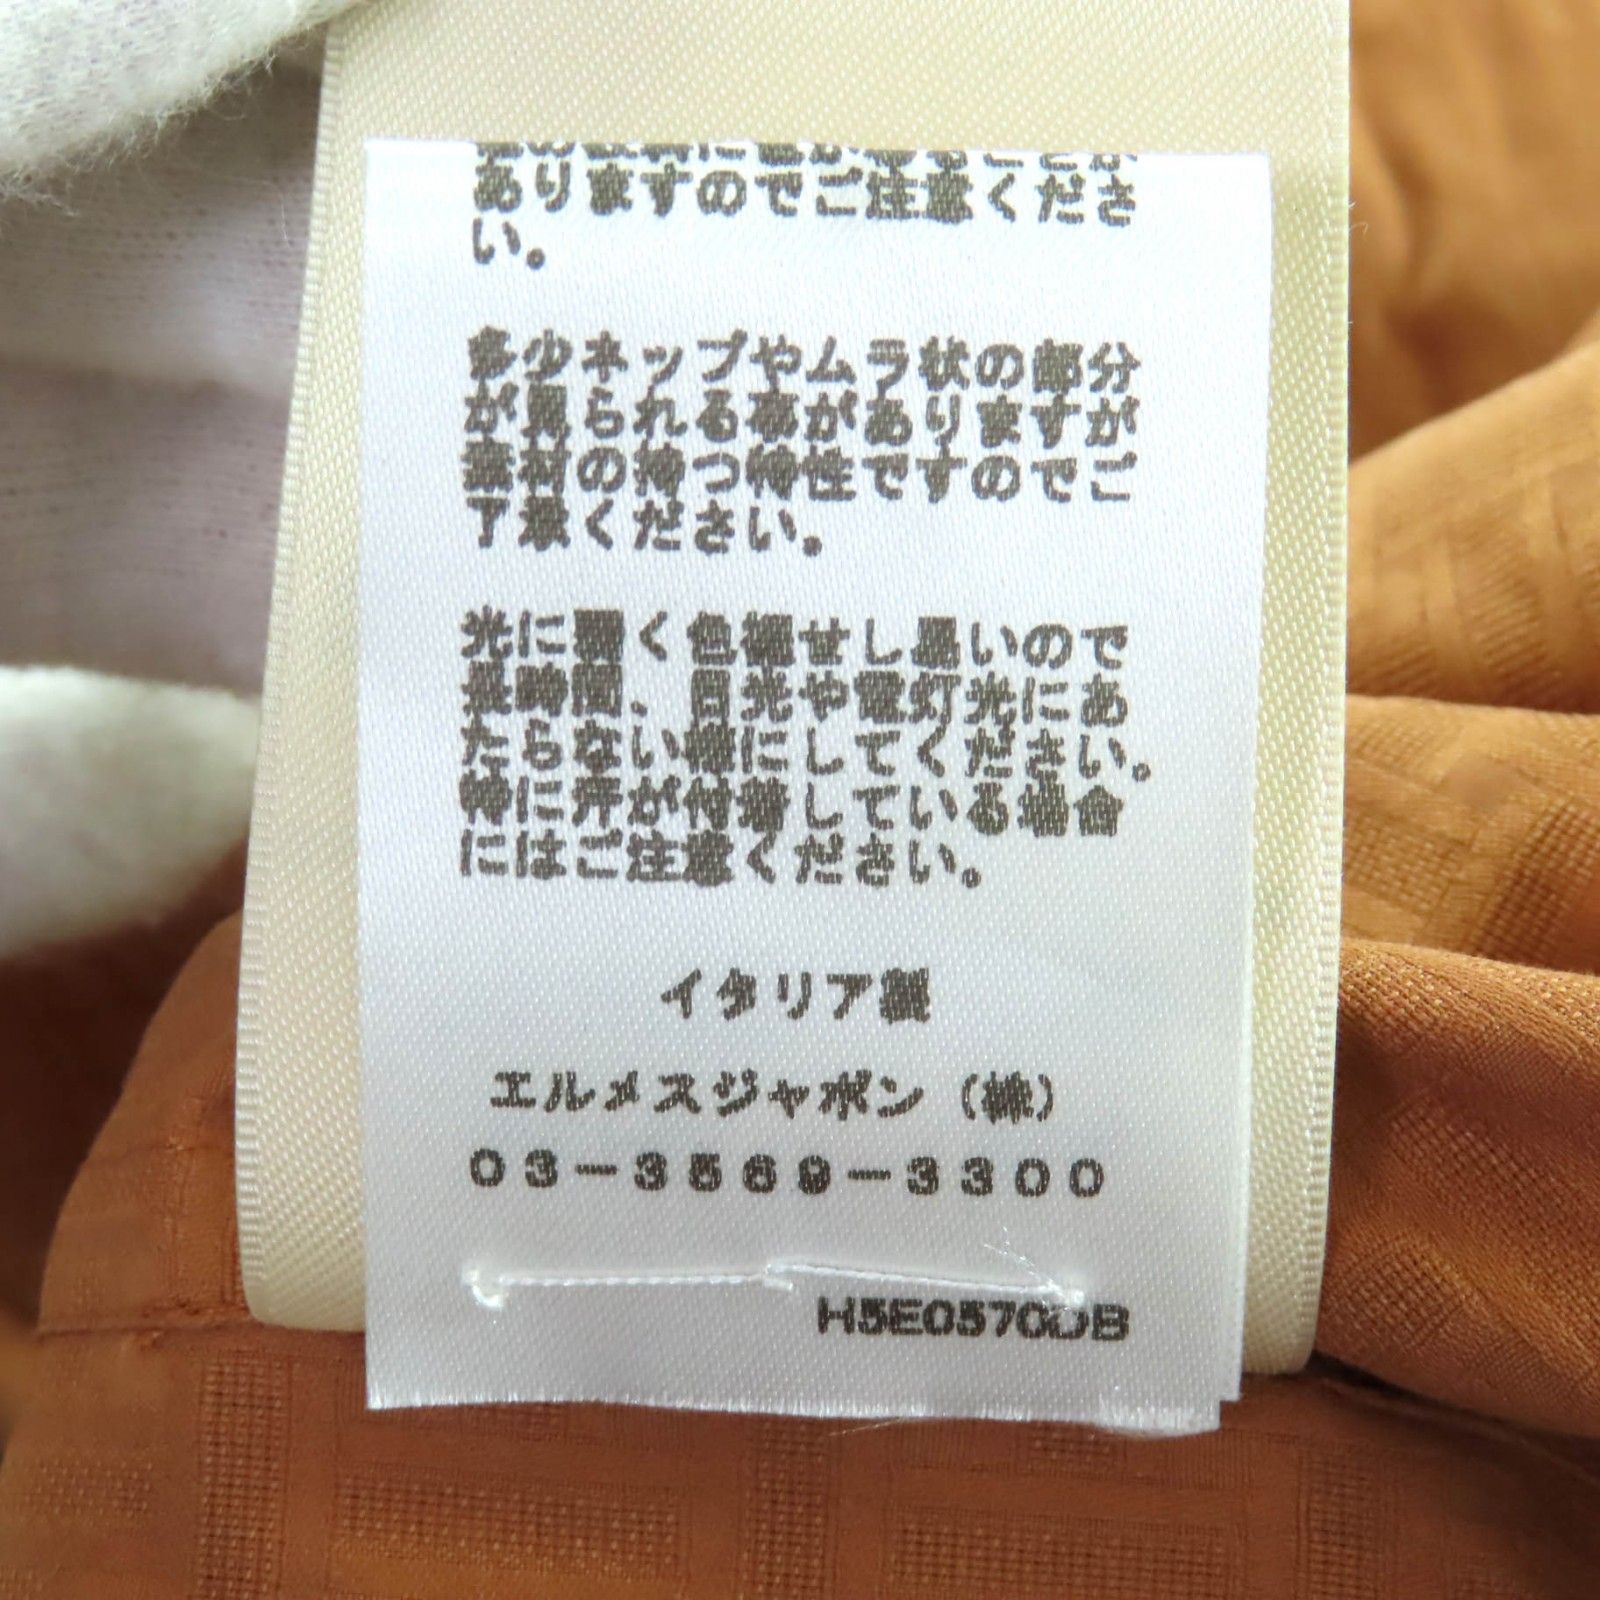 ありますのでご注意くださ
い。
多少ネップやムラ状の部分
が見られる事がありますが
素材の持つ特性ですのでご
了承ください。
光に弱く色褪せし易いので
長時間、日光や電灯光にあ
たらない様にしてください。
特に汗が付着している場合
にはご注意ください。
イタリア製
エルメスジャポン（株）
03-3569-3300
H5E0570DB